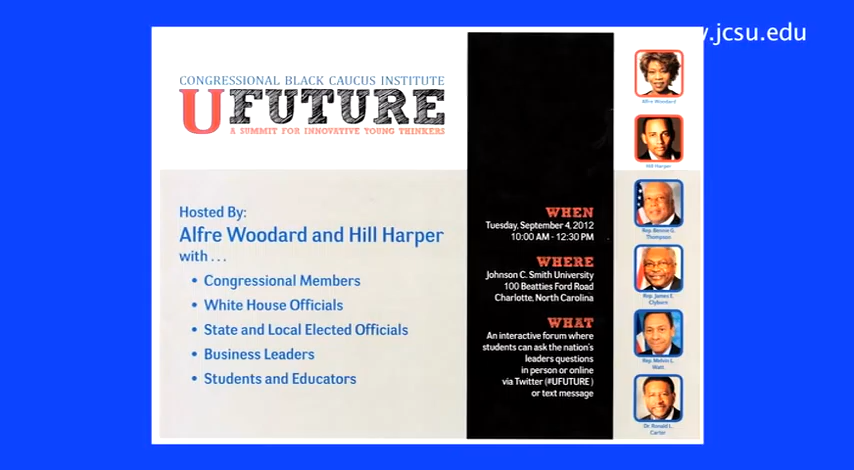 .jcsu.edu
CONGRESSIONAL BLACK CAUCUS INSTITUTE
UFUTURE
A SUMMIT FOR INNOVATIVE YOUNG THINKERS
Hosted By:
Alfre Woodard and Hill Harper
with . . .
• Congressional Members
• White House Officials
• State and Local Elected Officials
• Business Leaders
• Students and Educators
WHEN
Tuesday, September 4, 2012
10:00 AM - 12:30 PM
WHERE
Johnson C. Smith University
100 Beatties Ford Road
Charlotte, North Carolina
WHAT
An interactive forum where
students can ask the nation's
leaders questions
in person or online
via Twitter (#UFUTURE )
or text message
Alfre Woodard
Hill Harper
Rep. Bennie G.
Thompson
Rep. James E.
Clyburn
Rep. Melvin L.
Watt
Dr. Ronald L.
Carter